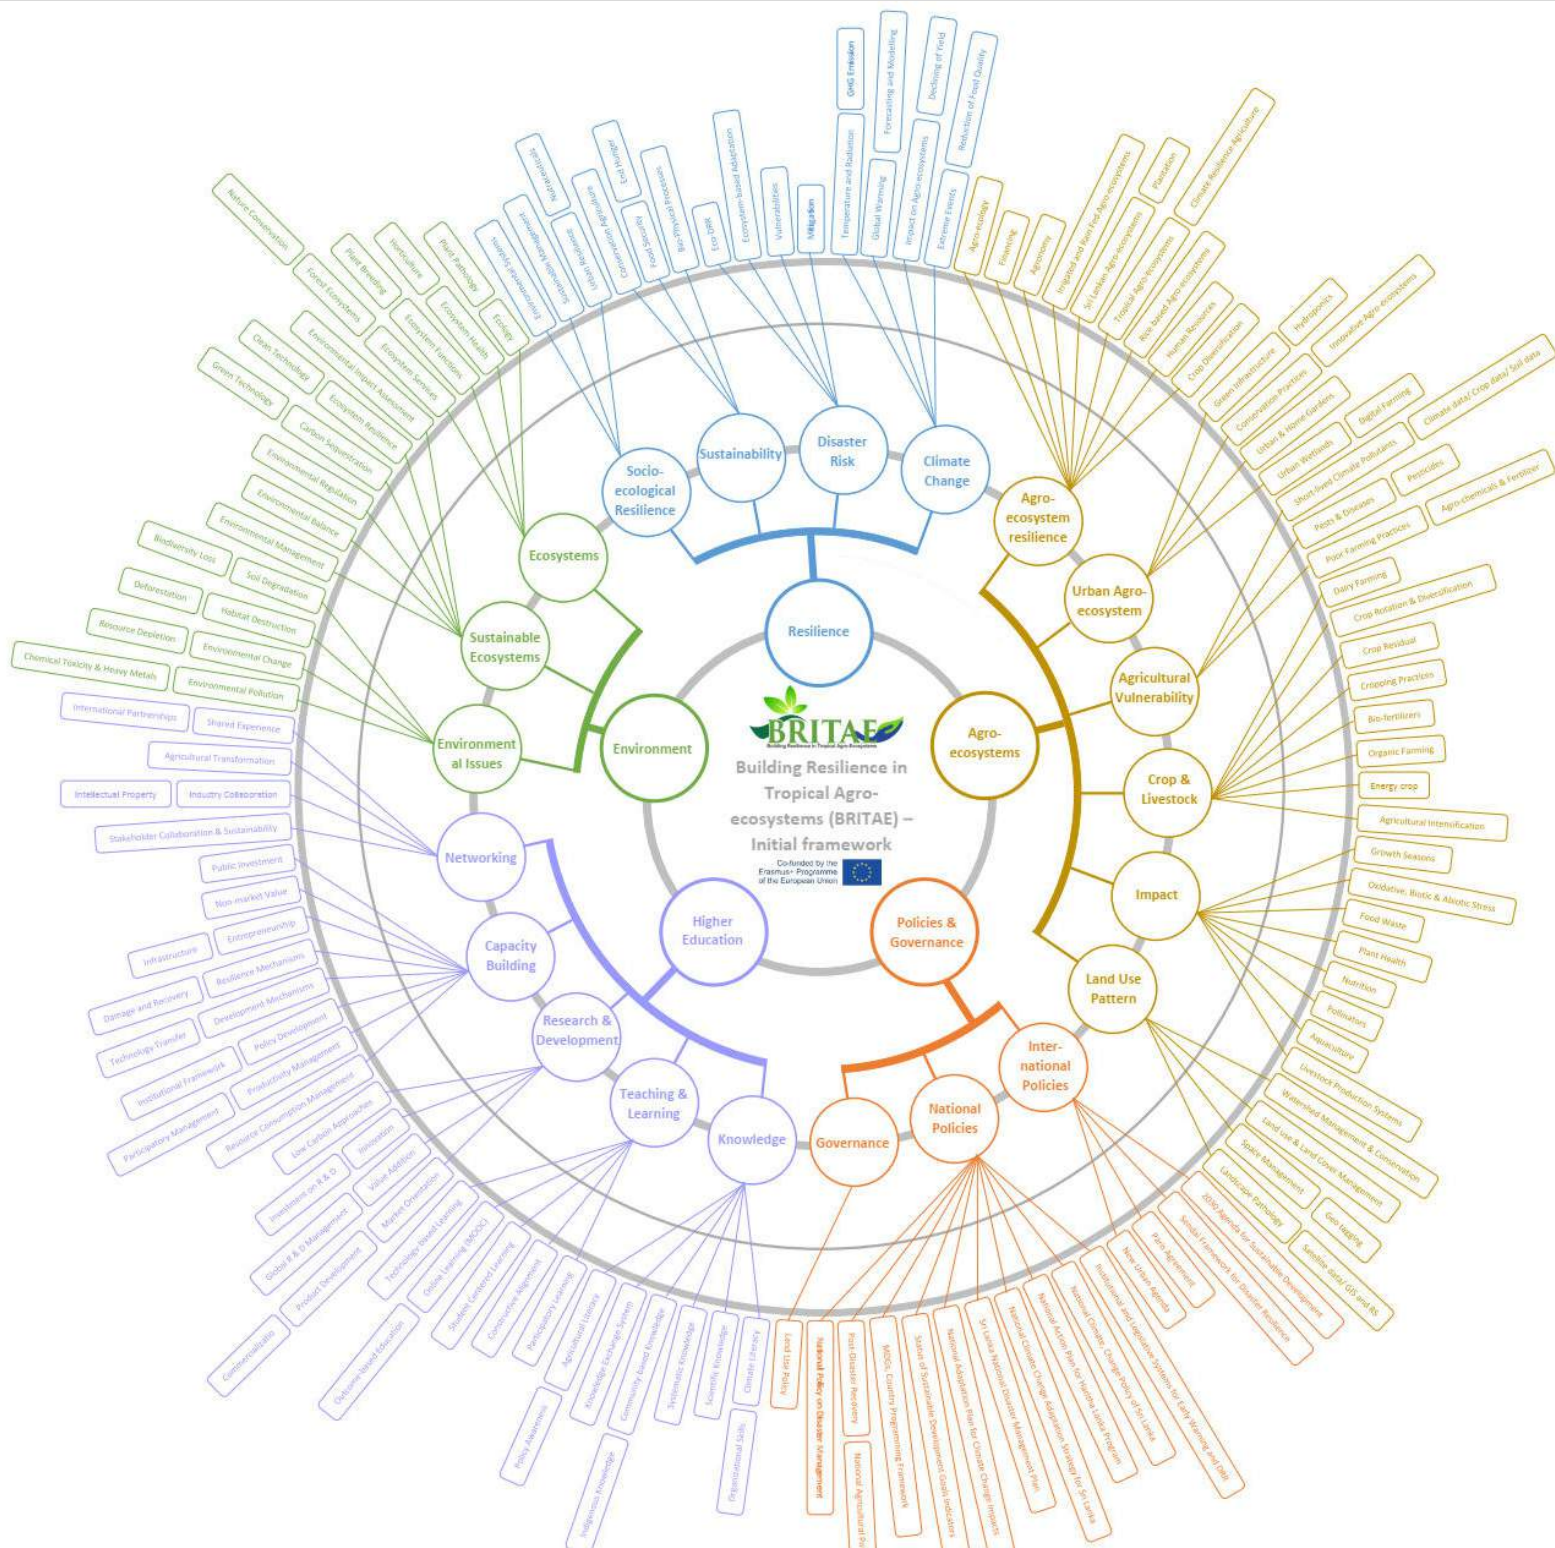 BRITAE
Building Resilience in Tropical Agro-Ecosystems
Building Resilience in
Tropical Agro-
ecosystems (BRITAE) –
Initial framework
Co-funded by the
Erasmus+ Programme
of the European Union
Resilience
Socio-
ecological
Resilience
Sustainability
Disaster
Risk
Climate
Change
Environmental Systems
Sustainable Management
Urban Resilience
Nutraceuticals
Conservative Agriculture
Food Security
End Hunger
Bio-Physical Processes
Eco-DRR
Ecosystem-based Adaptation
Vulnerabilities
Mitigation
Temperature and Radiation
GHG Emission
Global Warming
Forecasting and Modelling
Impact on Agro-ecosystems
Declining of Yield
Extreme Events
Reduction of Food Quality
Agro-
ecosystems
Agro-
ecosystem
resilience
Urban Agro-
ecosystem
Agricultural
Vulnerability
Crop &
Livestock
Impact
Land Use
Pattern
Agro-ecology
Financing
Agronomy
Irrigated and Rain Fed Agro-ecosystems
Sri Lankan Agro-ecosystems
Plantation
Tropical Agro-ecosystems
Climate Resilience Agriculture
Rice-based Agro-ecosystems
Human Resources
Crop Diversification
Green Infrastructure
Hydroponics
Conservation Practices
Innovative Agro-ecosystems
Urban & Home Gardens
Urban Wetlands
Digital Farming
Short-lived Climate Pollutants
Climate data/ Crop data/ Soil data
Pests & Diseases
Pesticides
Poor Farming Practices
Agro-chemicals & Fertilizer
Dairy Farming
Crop Rotation & Diversification
Crop Residual
Cropping Practices
Bio-fertilizers
Organic Farming
Energy crop
Agricultural Intensification
Growth Seasons
Oxidative, Biotic & Abiotic Stress
Food Waste
Plant Health
Nutrition
Pollinators
Aquaculture
Livestock Production Systems
Watershed Management & Conservation
Land use & Land Cover Management
Space Management
Geo tagging
Landscape Pathology
Satellite data/ GIS and RS
Policies &
Governance
Inter-
national
Policies
National
Policies
Governance
2030 Agenda for Sustainable Development
Sendai Framework for Disaster Resilience
Paris Agreement
New Urban Agenda
Institutional and Legislative Systems for Early Warning and DRR
National Climate, Change Policy of Sri Lanka
National Action Plan for Haritha Lanka Program
National Climate Change Adaptation Strategy for Sri Lanka
Sri Lanka National Disaster Management Plan
National Adaptation Plan for Climate Change Impacts
Status of Sustainable Development Goals Indicators
MDGs, Country Programming Framework
Post-Disaster Recovery
National Agricultural Po
National Policy on Disaster Management
Land Use Policy
Higher
Education
Networking
Capacity
Building
Research &
Development
Teaching &
Learning
Knowledge
Climate Literacy
Organizational Skills
Scientific Knowledge
Systematic Knowledge
Community based Knowledge
Indigenous Knowledge
Knowledge Exchange System
Agricultural Literacy
Policy Awareness
Participatory Learning
Constructive Alignment
Student Centered Learning
Online Learning (MOOC)
Outcome-based Education
Technology based Learning
Market Orientation
Product Development
Commercializatio
Value Addition
Global R & D Management
Innovation
Investment on R & D
Low Carbon Approaches
Resource Consumption Management
Productivity Management
Participatory Management
Policy Development
Institutional Framework
Development Mechanisms
Technology Transfer
Resilience Mechanisms
Damage and Recovery
Entrepreneurship
Infrastructure
Non-market Value
Public Investment
Stakeholder Collaboration & Sustainability
Industry Collaboration
Intellectual Property
Agricultural Transformation
Shared Experience
International Partnerships
Environment
Ecosystems
Sustainable
Ecosystems
Environment
al Issues
Environmental Pollution
Chemical Toxicity & Heavy Metals
Environmental Change
Resource Depletion
Habitat Destruction
Deforestation
Soil Degradation
Biodiversity Loss
Environmental Management
Environmental Balance
Environmental Regulation
Carbon Sequestration
Green Technology
Ecosystem Resilience
Clean Technology
Environmental Impact Assessment
Ecosystem Services
Forest Ecosystems
Nature Conservation
Ecosystem Functions
Plant Breeding
Ecosystem Health
Horticulture
Ecology
Plant Pathology